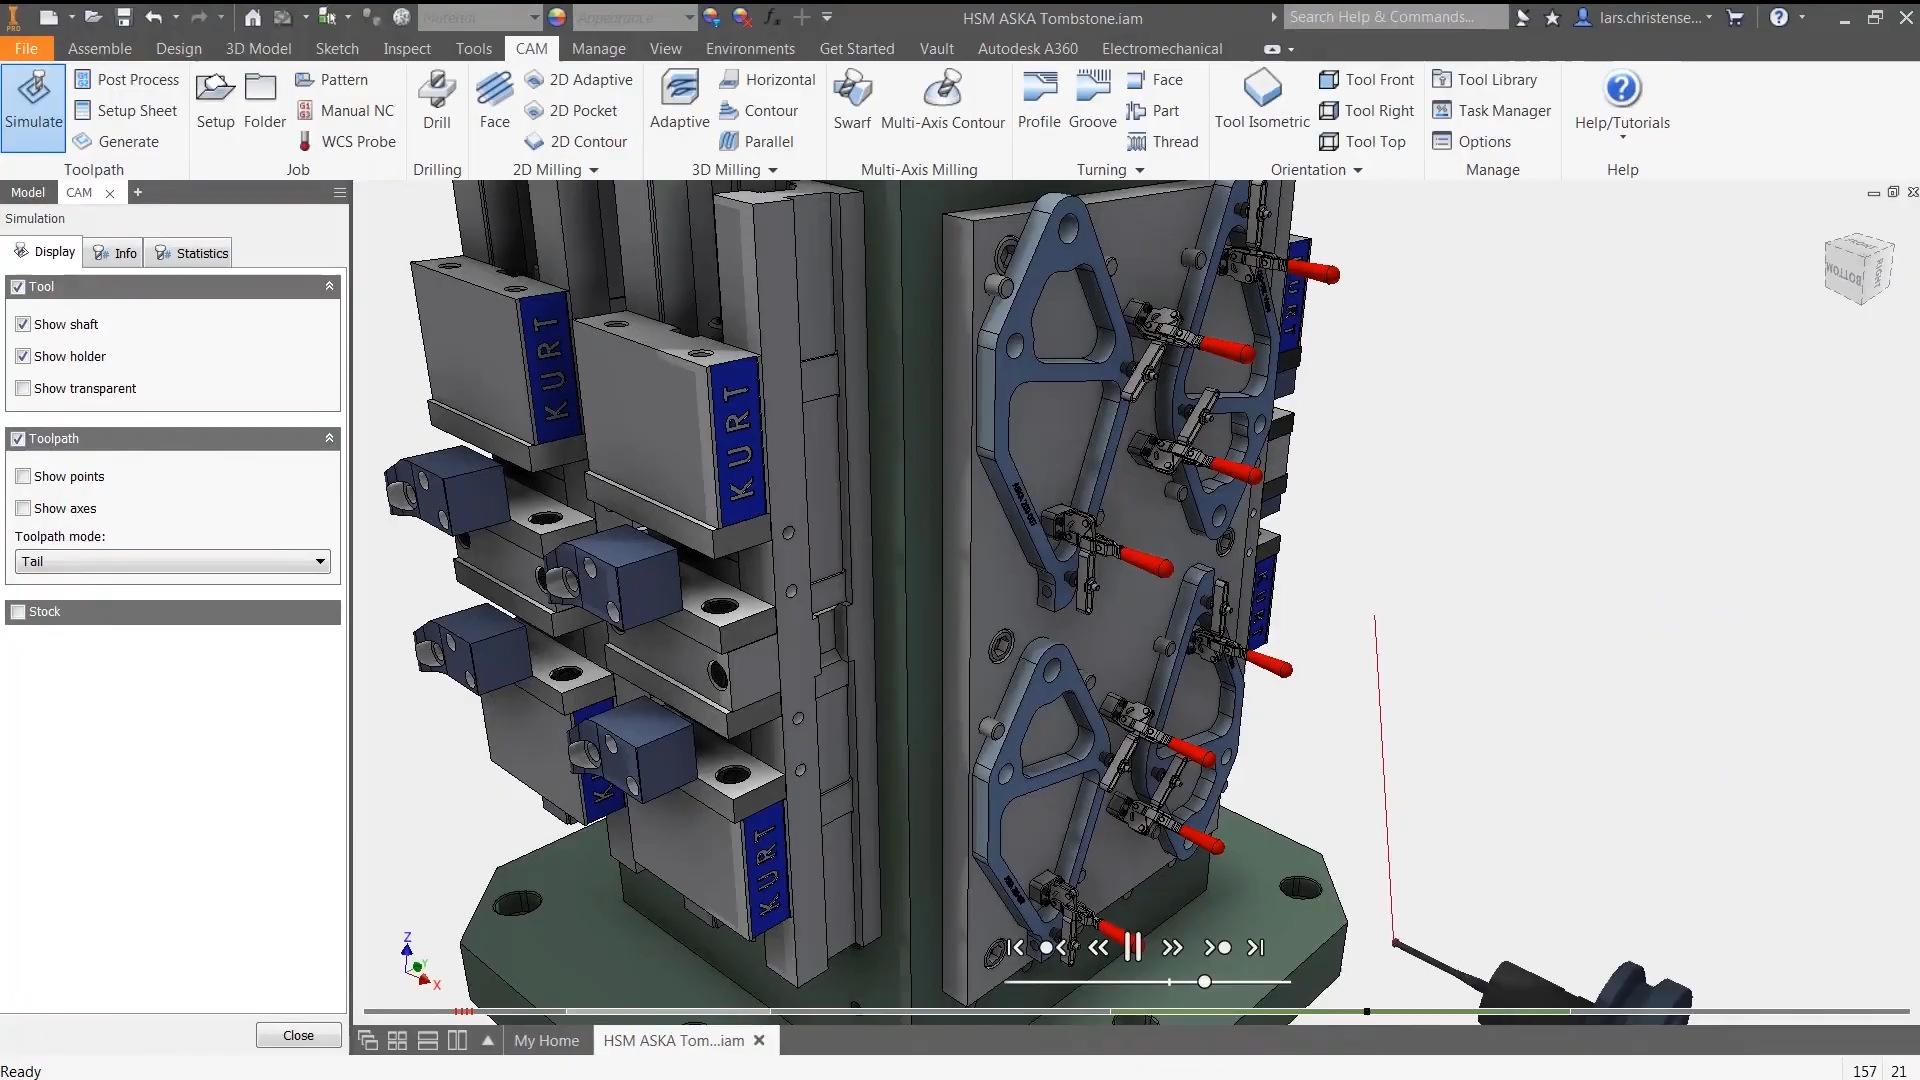 PRO
Material
Appearance
HSM ASKA Tombstone.iam
Search Help & Commands...
lars.christense...
File
Assemble
Design
3D Model
Sketch
Inspect
Tools
CAM
Manage
View
Environments
Get Started
Vault
Autodesk A360
Electromechanical
Simulate
Post Process
Setup Sheet
Generate
Toolpath
Setup
Folder
Pattern
Manual NC
WCS Probe
Job
Drill
Drilling
Face
2D Adaptive
2D Pocket
2D Contour
2D Milling
Adaptive
Horizontal
Contour
Parallel
3D Milling
Swarf
Multi-Axis Contour
Multi-Axis Milling
Profile
Groove
Face
Part
Thread
Turning
Tool Isometric
Tool Front
Tool Right
Tool Top
Orientation
Tool Library
Task Manager
Options
Manage
Help/Tutorials
Help
Model
CAM
Simulation
Display
Info
Statistics
Tool
Show shaft
Show holder
Show transparent
Toolpath
Show points
Show axes
Toolpath mode:
Tail
Stock
Close
KURT
KURT
KURT
FRONT
BOTTOM
RIGHT
Z
Y
X
My Home
HSM ASKA Tom...iam
Ready
157
21